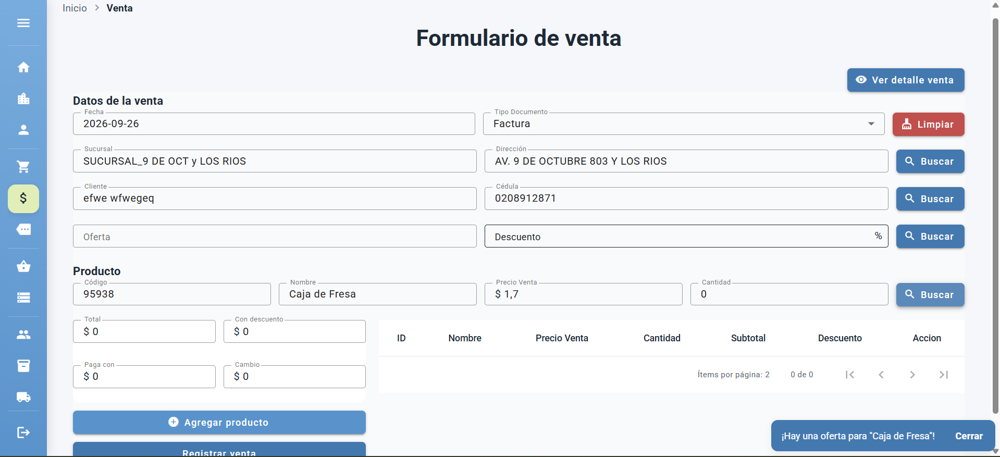 Inicio > Venta
Formulario de venta
Ver detalle venta
Datos de la venta
Fecha
2026-09-26
Tipo Documento
Factura
Limpiar
Sucursal
SUCURSAL_9 DE OCT y LOS RIOS
Dirección
AV. 9 DE OCTUBRE 803 Y LOS RIOS
Buscar
Cliente
efwe wfwegeq
Cédula
0208912871
Buscar
Oferta
Descuento %
Buscar
Producto
Código
95938
Nombre
Caja de Fresa
Precio Venta
$ 1,7
Cantidad
0
Buscar
Total
$ 0
Con descuento
$ 0
Paga con
$ 0
Cambio
$ 0
ID Nombre Precio Venta Cantidad Subtotal Descuento Accion
Ítems por página: 2 0 de 0
Agregar producto
Registrar venta
¡Hay una oferta para "Caja de Fresa"! Cerrar